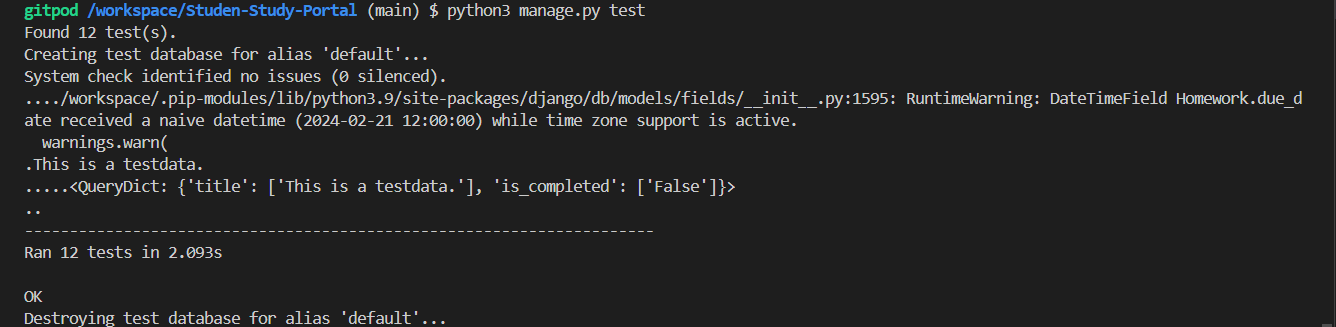 gitpod /workspace/Studen-Study-Portal (main) $ python3 manage.py test
Found 12 test(s).
Creating test database for alias 'default'...
System check identified no issues (0 silenced).
..../workspace/.pip-modules/lib/python3.9/site-packages/django/db/models/fields/__init__.py:1595: RuntimeWarning: DateTimeField Homework.due_d
ate received a naive datetime (2024-02-21 12:00:00) while time zone support is active.
  warnings.warn(
.This is a testdata.
.....<QueryDict: {'title': ['This is a testdata.'], 'is_completed': ['False']}>
..
----------------------------------------------------------------------
Ran 12 tests in 2.093s

OK
Destroying test database for alias 'default'...